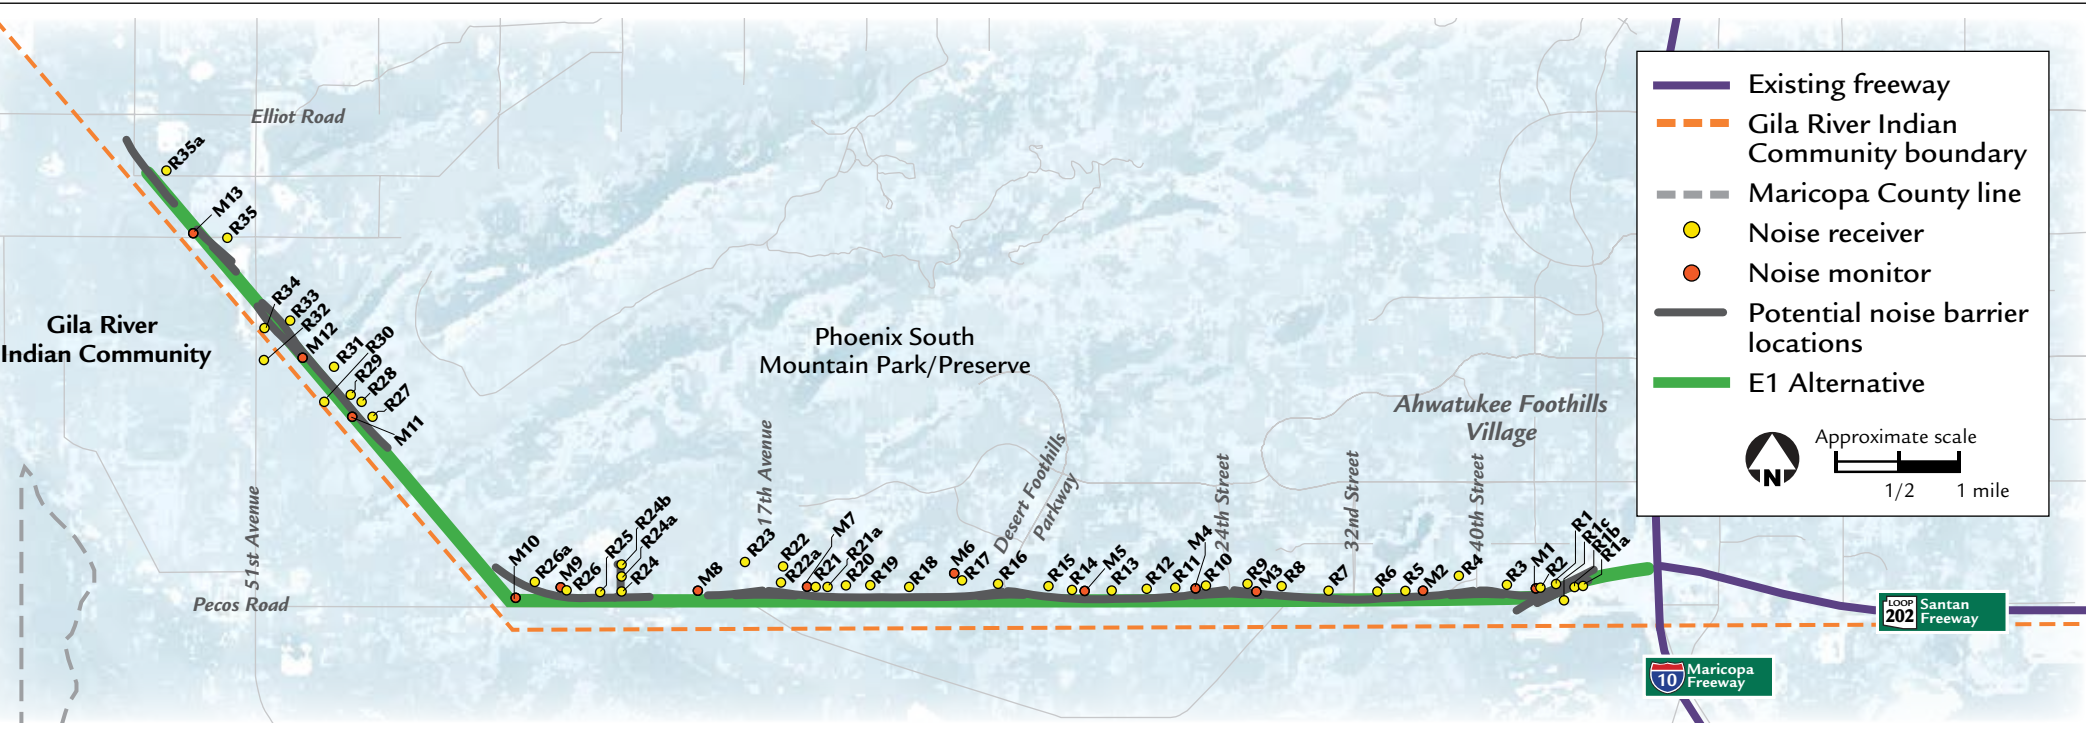 Elliot Road
R35a
M13
R35
R34
R33
R32
M12
R31
R30
R29
R28
R27
M11
Gila River
Indian Community
51st Avenue
Pecos Road
Phoenix South
Mountain Park/Preserve
Ahwatukee Foothills
Village
M10
R26a
M9
R26
R25
R24b
R24a
R24
M8
R23
17th Avenue
R22
R22a
M7
R21
R21a
R20
R19
R18
M6
R17
R16
Desert Foothills
Parkway
R15
R14
M5
R13
R12
R11
M4
R10
24th Street
R9
M3
R8
32nd Street
R7
R6
R5
M2
R4
40th Street
R3
M1
R2
R1
R1c
R1b
R1a
Existing freeway
Gila River Indian
Community boundary
Maricopa County line
Noise receiver
Noise monitor
Potential noise barrier
locations
E1 Alternative
N
Approximate scale
1/2 1 mile
LOOP
202
Santan
Freeway
10
Maricopa
Freeway